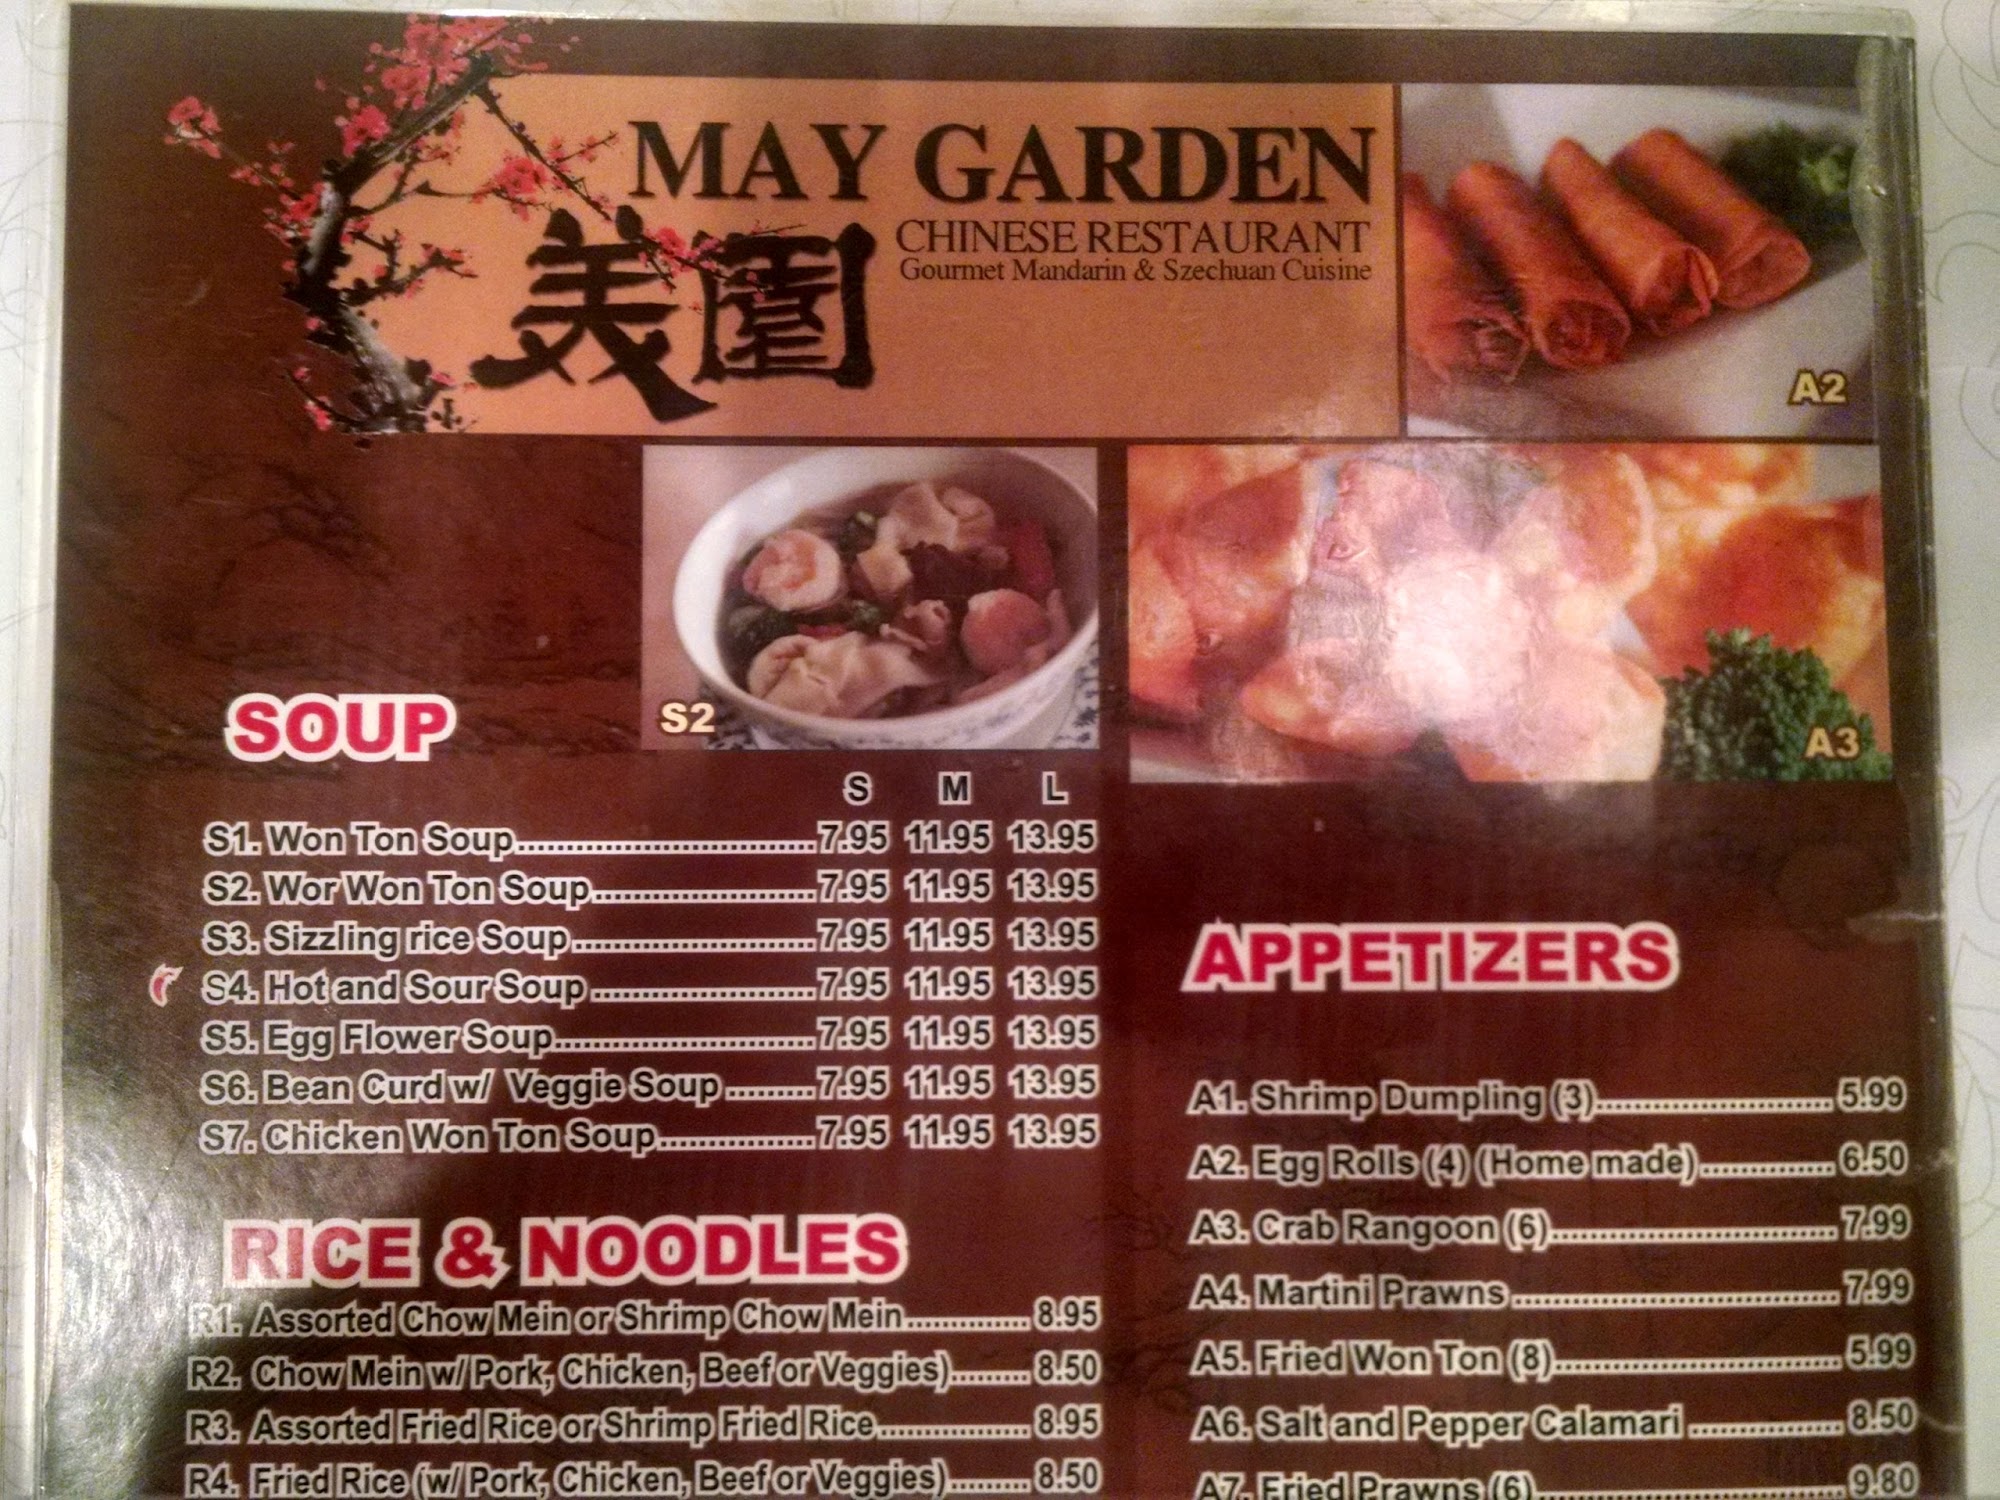 MAY GARDEN
美園
CHINESE RESTAURANT
Gourmet Mandarin & Szechuan Cuisine
A2
S2
A3
SOUP
S M L
S1. Won Ton Soup..............................7.95 11.95 13.95
S2. Wor Won Ton Soup.......................7.95 11.95 13.95
S3. Sizzling rice Soup.........................7.95 11.95 13.95
S4. Hot and Sour Soup.......................7.95 11.95 13.95
S5. Egg Flower Soup..........................7.95 11.95 13.95
S6. Bean Curd w/ Veggie Soup.........7.95 11.95 13.95
S7. Chicken Won Ton Soup................7.95 11.95 13.95
RICE & NOODLES
R1. Assorted Chow Mein or Shrimp Chow Mein..............8.95
R2. Chow Mein w/ Pork, Chicken, Beef or Veggies).........8.50
R3. Assorted Fried Rice or Shrimp Fried Rice.................8.95
R4. Fried Rice (w/ Pork, Chicken, Beef or Veggies).........8.50
APPETIZERS
A1. Shrimp Dumpling (3)........................5.99
A2. Egg Rolls (4) (Home made)..............6.50
A3. Crab Rangoon (6).............................7.99
A4. Martini Prawns.................................7.99
A5. Fried Won Ton (8).............................5.99
A6. Salt and Pepper Calamari................8.50
A7. Fried Prawns (6)...............................9.80